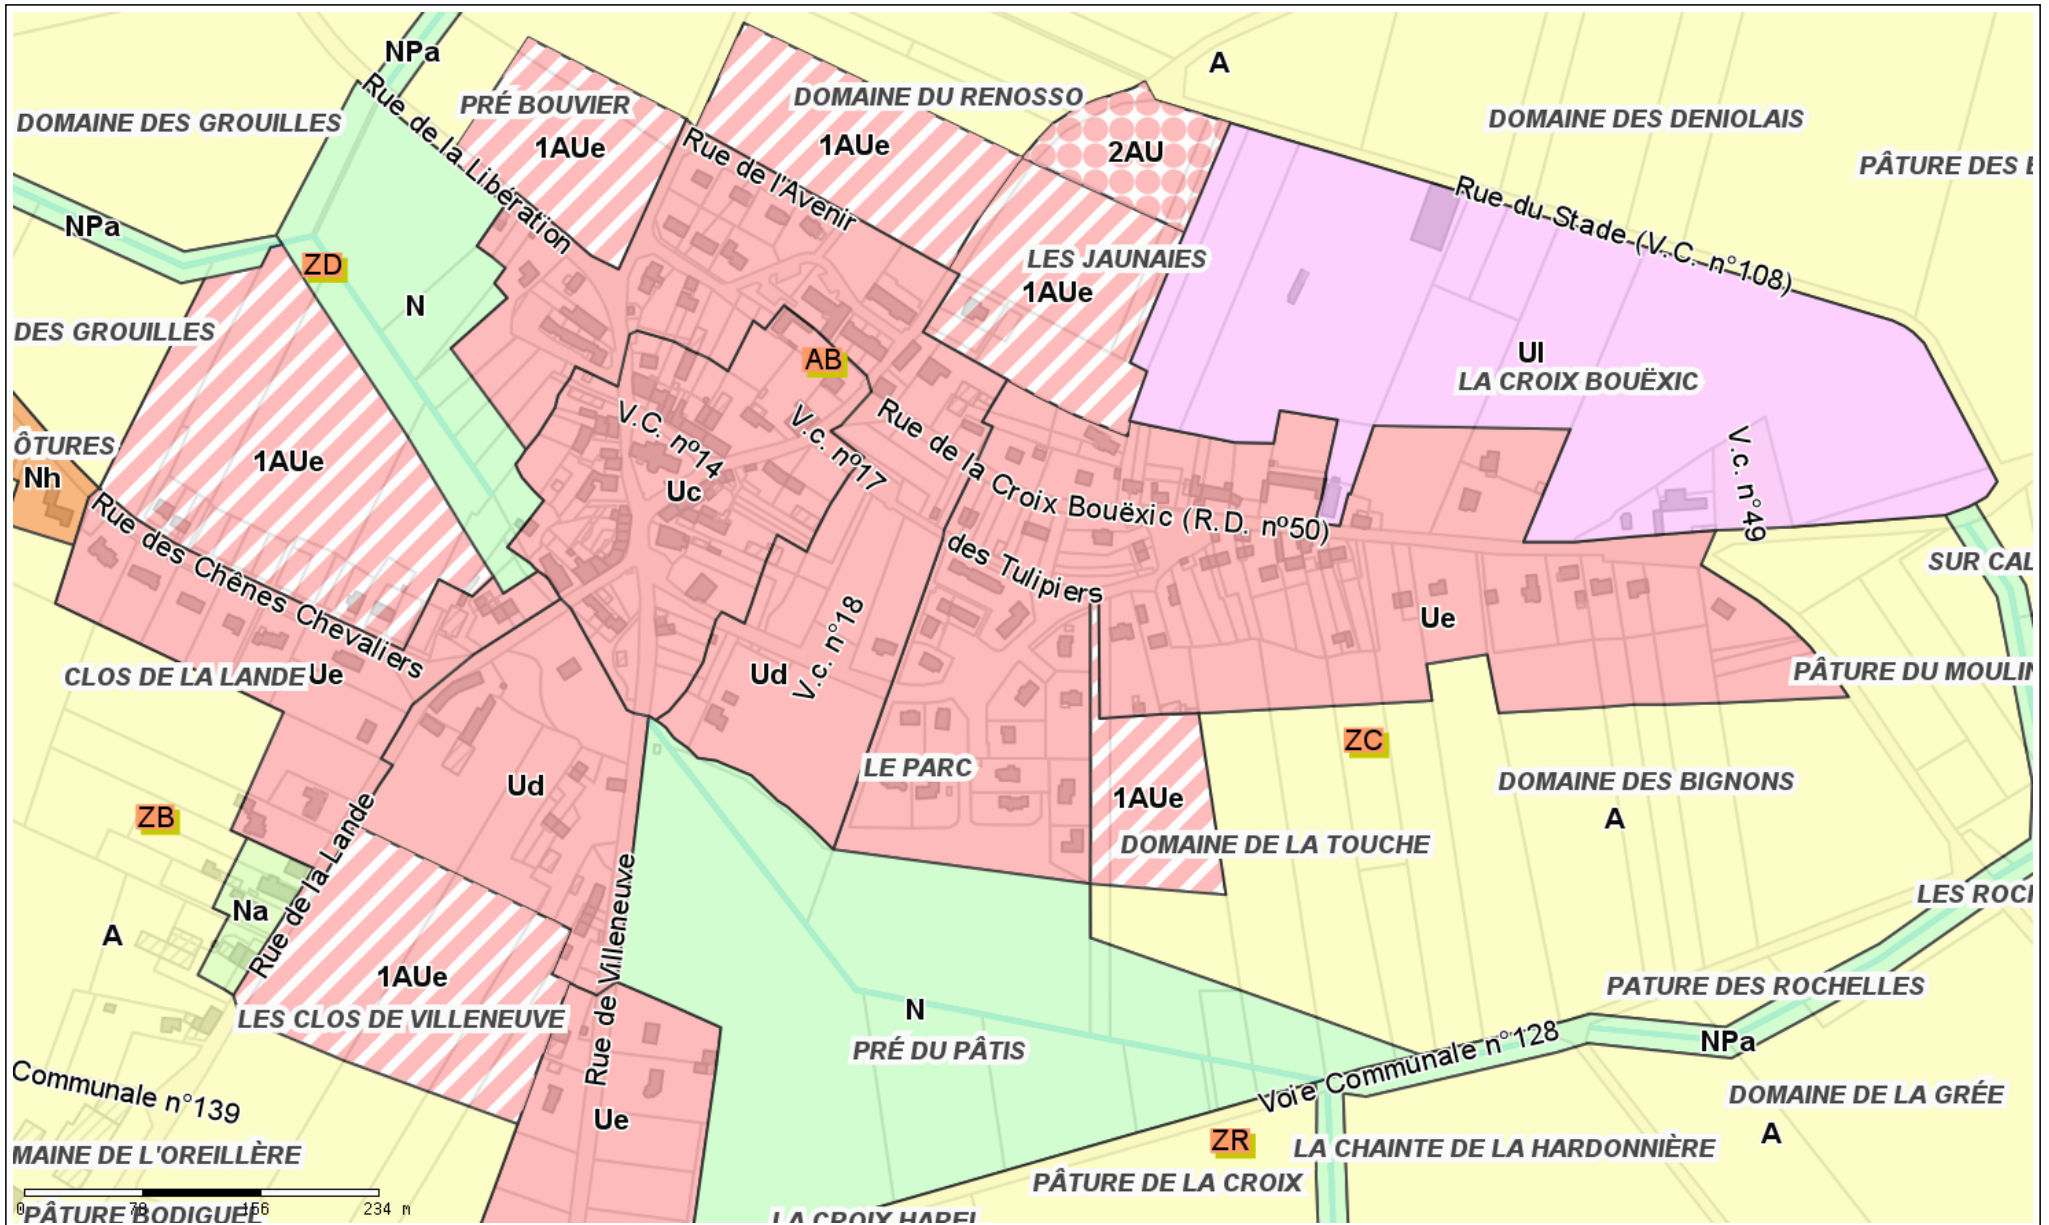 NPa
A
PRÉ BOUVIER
DOMAINE DU RENOSSO
DOMAINE DES GROUILLES
DOMAINE DES DENIOLAIS
Rue de la Libération
1AUe
Rue de l'Avenir
1AUe
2AU
PÂTURE DES
NPa
Rue du Stade (V.C. n°108)
ZD
LES JAUNAIES
1AUe
N
DES GROUILLES
AB
UI
LA CROIX BOUËXIC
V.C. nº14
V.c. nº17
Rue de la Croix Bouëxic (R.D. nº50)
V.c. n°49
ÔTURES
Nh
1AUe
Uc
Rue des Chênes Chevaliers
des Tulipiers
SUR CAL
Ue
V.c. n°18
CLOS DE LA LANDE
Ue
Ud
PÂTURE DU MOULIN
Ud
LE PARC
ZC
DOMAINE DES BIGNONS
1AUe
A
ZB
DOMAINE DE LA TOUCHE
Rue de la Lande
Rue de Villeneuve
LES ROC
Na
A
1AUe
LES CLOS DE VILLENEUVE
N
PRÉ DU PÂTIS
PATURE DES ROCHELLES
NPa
Voie Communale n°128
Communale n°139
Ue
DOMAINE DE LA GRÉE
A
ZR
LA CHAINTE DE LA HARDONNIÈRE
MAINE DE L'OREILLÈRE
PÂTURE DE LA CROIX
0 78 156 234 m
PÂTURE BODIGUEL
LA CROIX HAREL